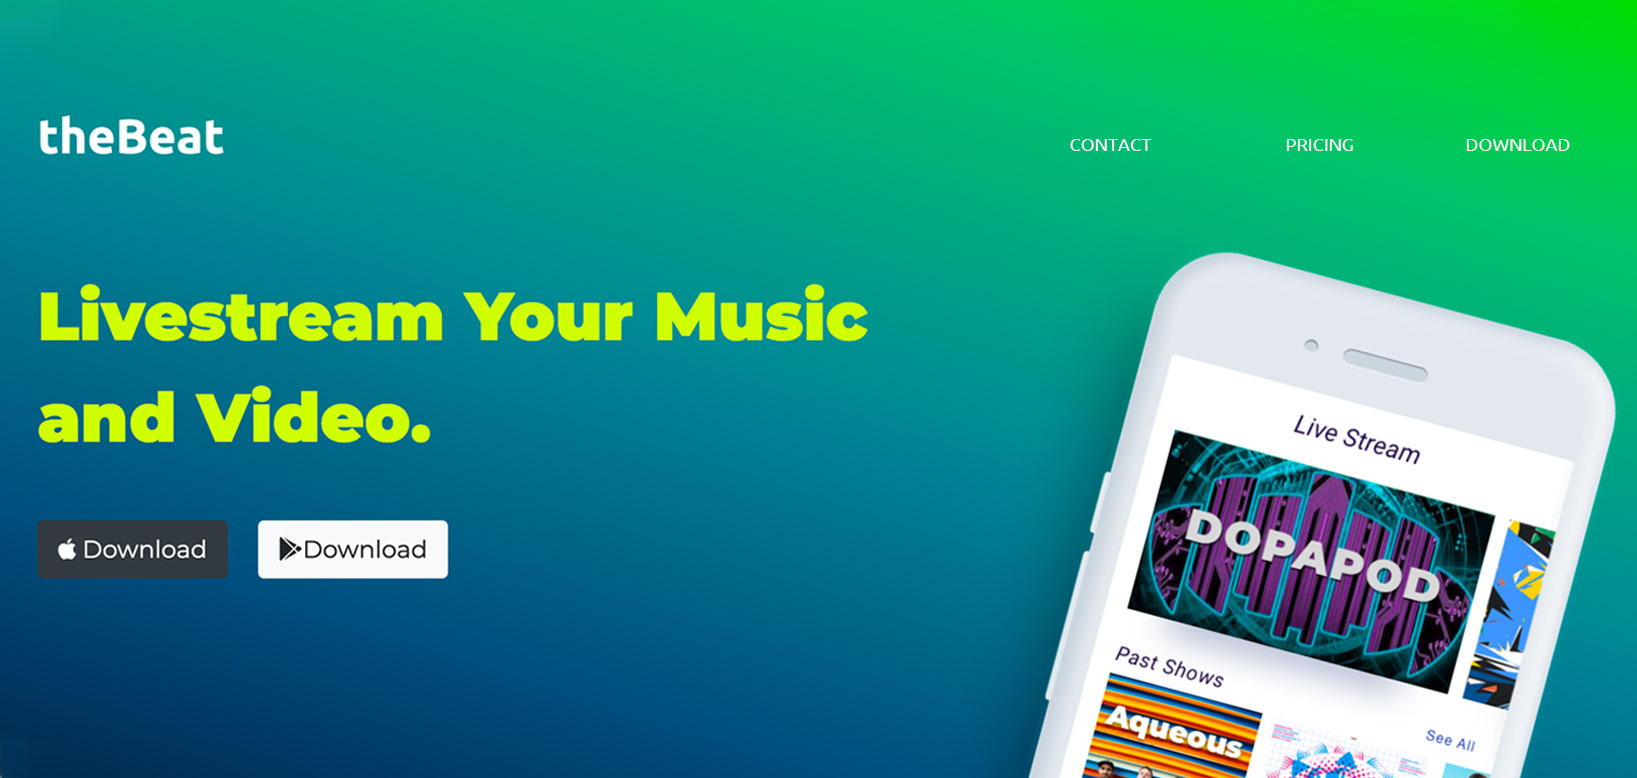 theBeat
CONTACT PRICING DOWNLOAD
Livestream Your Music
and Video.
Download Download
Live Stream
DOPAPOD
Past Shows
See All
Aqueous